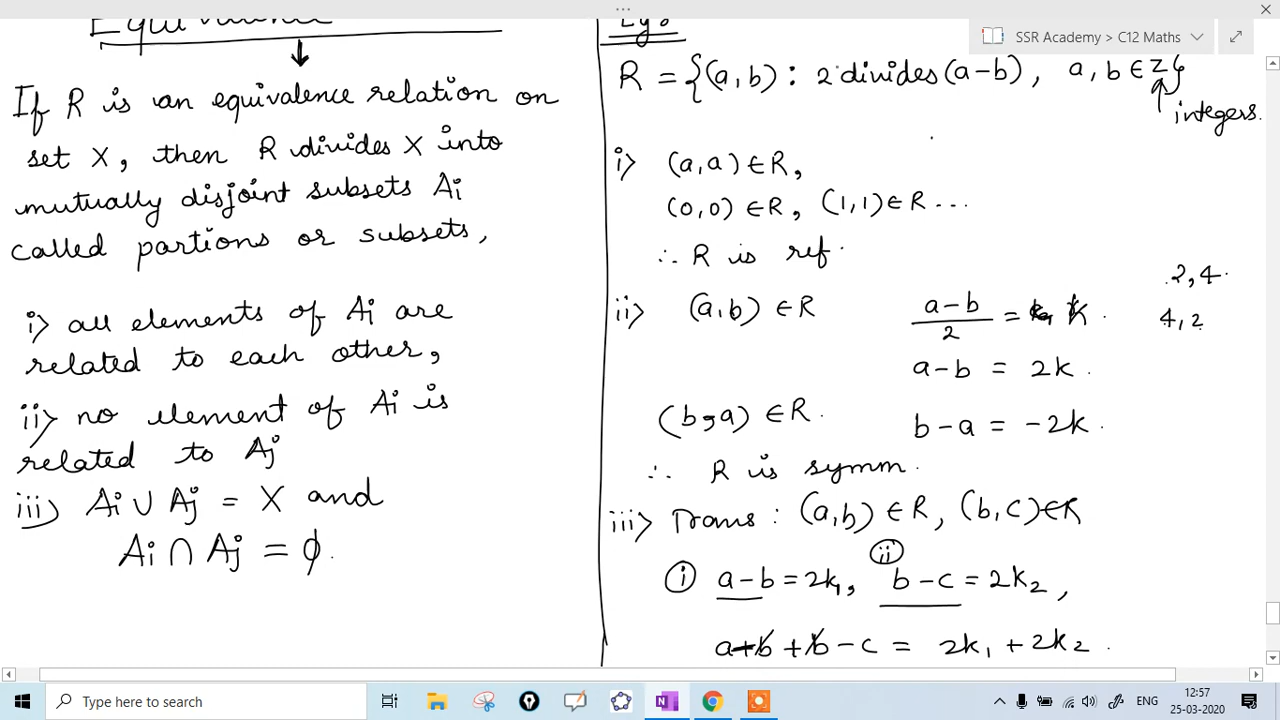 Equivalence
If R is an equivalence relation on
set X, then R divides X into
mutually disjoint subsets Ai
called partions or subsets,
i) all elements of Ai are
related to each other,
ii) no element of Ai is
related to Aj
iii) Ai ∪ Aj = X and
Ai ∩ Aj = ϕ.
Eg:
SSR Academy > C12 Maths
R = {(a,b) : 2 divides (a-b), a, b ∈ Z}
integers.
i) (a,a) ∈ R,
(0,0) ∈ R, (1,1) ∈ R ...
∴ R is ref.
ii) (a,b) ∈ R
a-b / 2 = k.
2,4.
4,2
a-b = 2k.
(b,a) ∈ R.
b-a = -2k.
∴ R is symm.
iii) Trans : (a,b) ∈ R, (b,c) ∈ R
(i) a-b = 2k₁, (ii) b-c = 2k₂,
a-b + b-c = 2k₁ + 2k₂.
Type here to search
ENG
12:57
25-03-2020